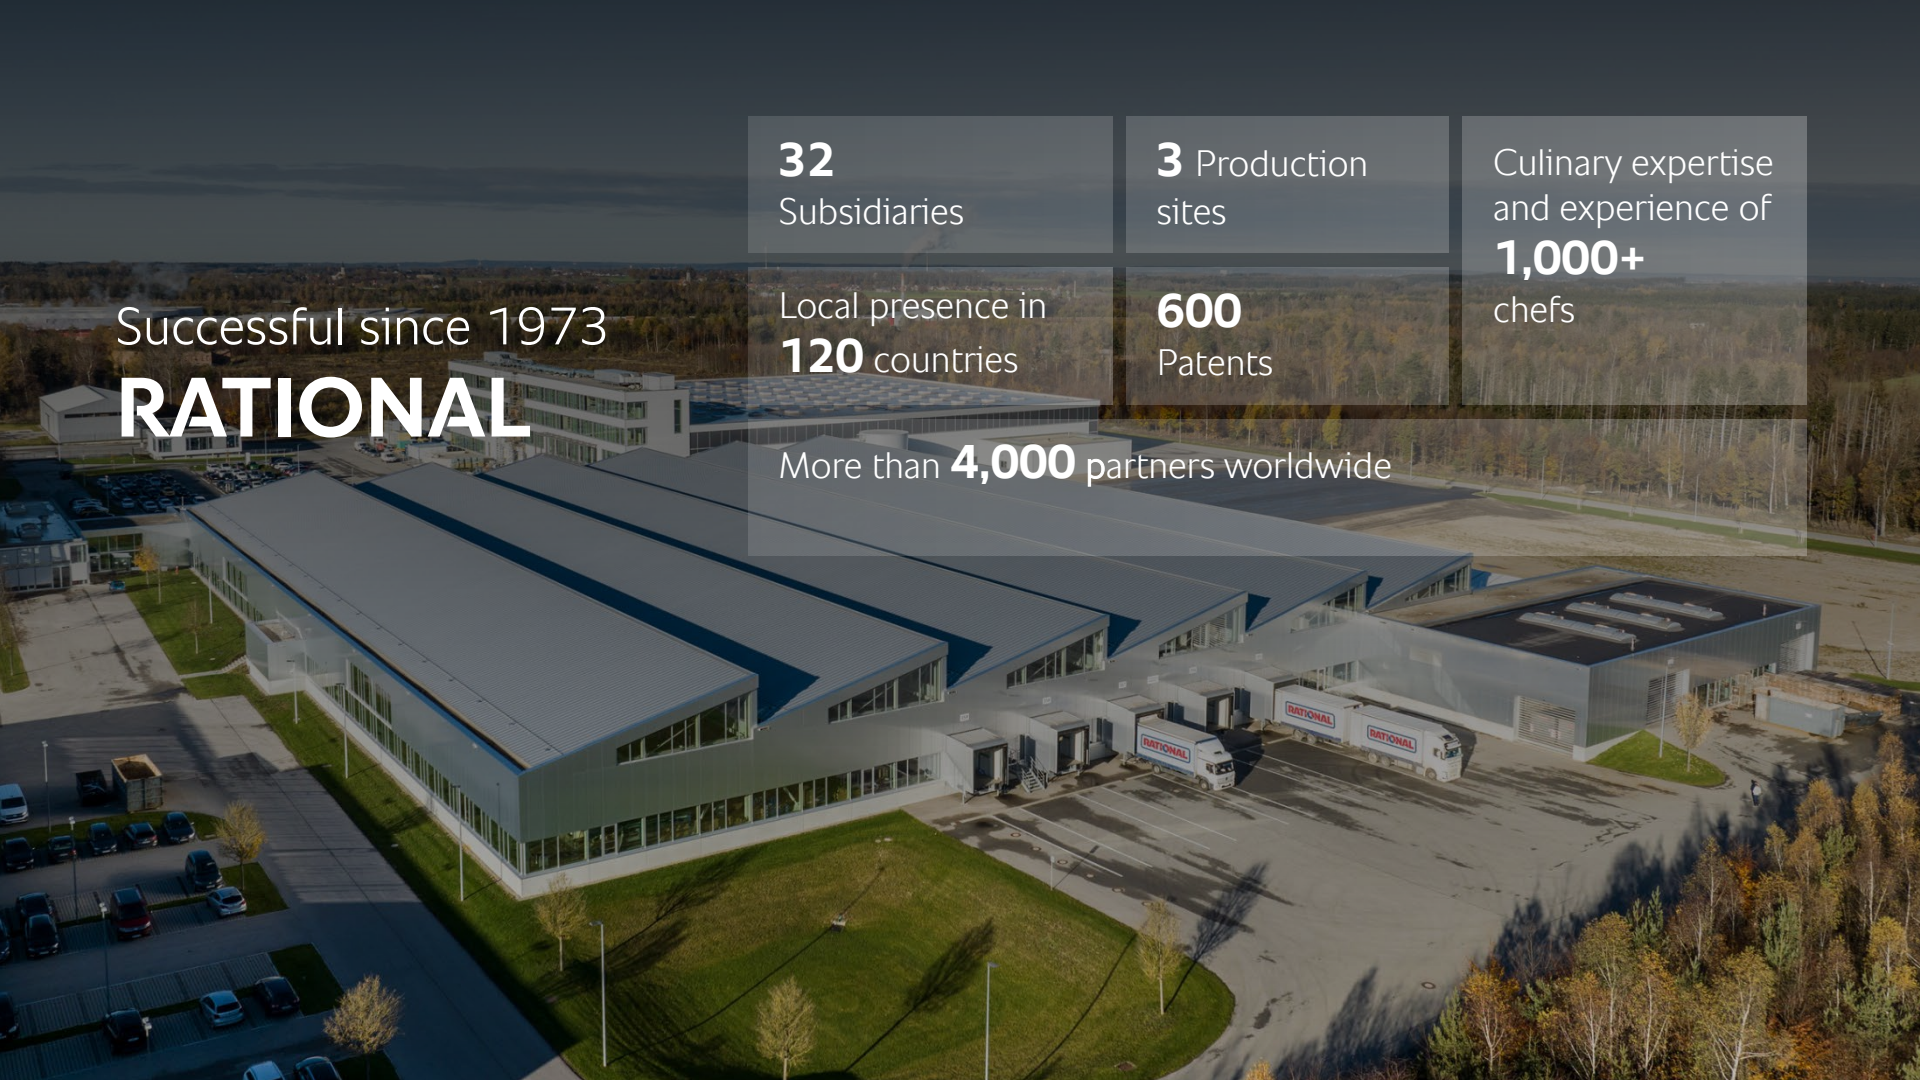 Successful since 1973
RATIONAL
32
Subsidiaries
3 Production
sites
Culinary expertise
and experience of
1,000+
chefs
Local presence in
120 countries
600
Patents
More than 4,000 partners worldwide
RATIONAL
RATIONAL
RATIONAL